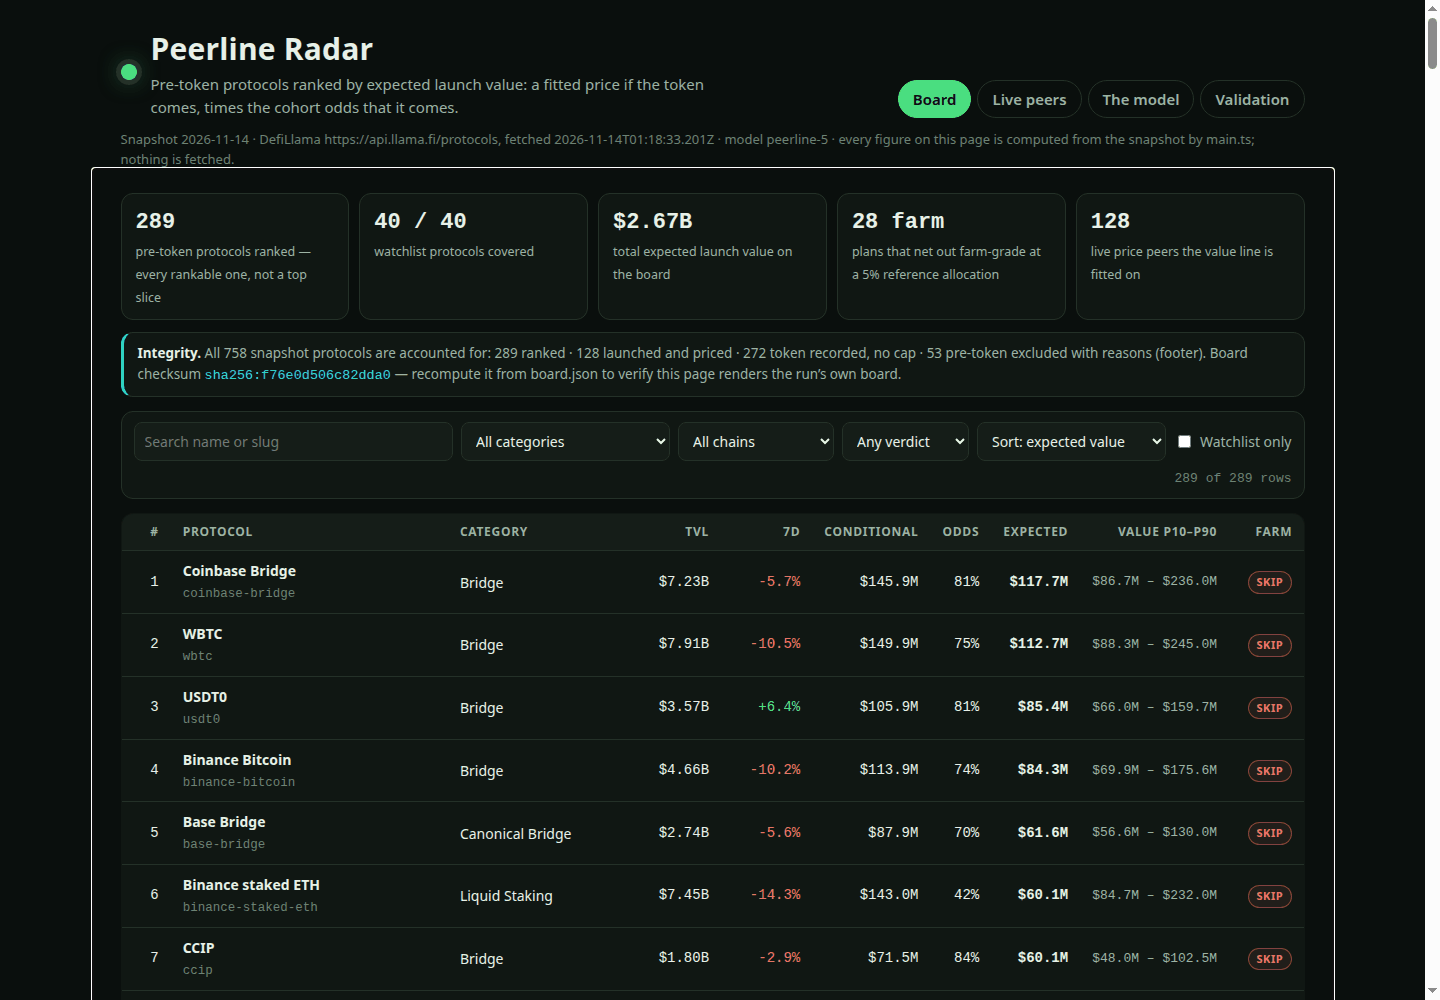 Peerline Radar
Pre-token protocols ranked by expected launch value: a fitted price if the token
comes, times the cohort odds that it comes.
Board Live peers The model Validation
Snapshot 2026-11-14 · DefiLlama https://api.llama.fi/protocols, fetched 2026-11-14T01:18:33.201Z · model peerline-5 · every figure on this page is computed from the snapshot by main.ts;
nothing is fetched.
289
pre-token protocols ranked —
every rankable one, not a top
slice
40 / 40
watchlist protocols covered
$2.67B
total expected launch value on
the board
28 farm
plans that net out farm-grade at
a 5% reference allocation
128
live price peers the value line is
fitted on
Integrity. All 758 snapshot protocols are accounted for: 289 ranked · 128 launched and priced · 272 token recorded, no cap · 53 pre-token excluded with reasons (footer). Board
checksum sha256:f76e0d506c82dda0 — recompute it from board.json to verify this page renders the run's own board.
Search name or slug All categories All chains Any verdict Sort: expected value Watchlist only
289 of 289 rows
# PROTOCOL CATEGORY TVL 7D CONDITIONAL ODDS EXPECTED VALUE P10–P90 FARM
1 Coinbase Bridge Bridge $7.23B -5.7% $145.9M 81% $117.7M $86.7M – $236.0M SKIP
coinbase-bridge
2 WBTC Bridge $7.91B -10.5% $149.9M 75% $112.7M $88.3M – $245.0M SKIP
wbtc
3 USDT0 Bridge $3.57B +6.4% $105.9M 81% $85.4M $66.0M – $159.7M SKIP
usdt0
4 Binance Bitcoin Bridge $4.66B -10.2% $113.9M 74% $84.3M $69.9M – $175.6M SKIP
binance-bitcoin
5 Base Bridge Canonical Bridge $2.74B -5.6% $87.9M 70% $61.6M $56.6M – $130.0M SKIP
base-bridge
6 Binance staked ETH Liquid Staking $7.45B -14.3% $143.0M 42% $60.1M $84.7M – $232.0M SKIP
binance-staked-eth
7 CCIP Bridge $1.80B -2.9% $71.5M 84% $60.1M $48.0M – $102.5M SKIP
ccip